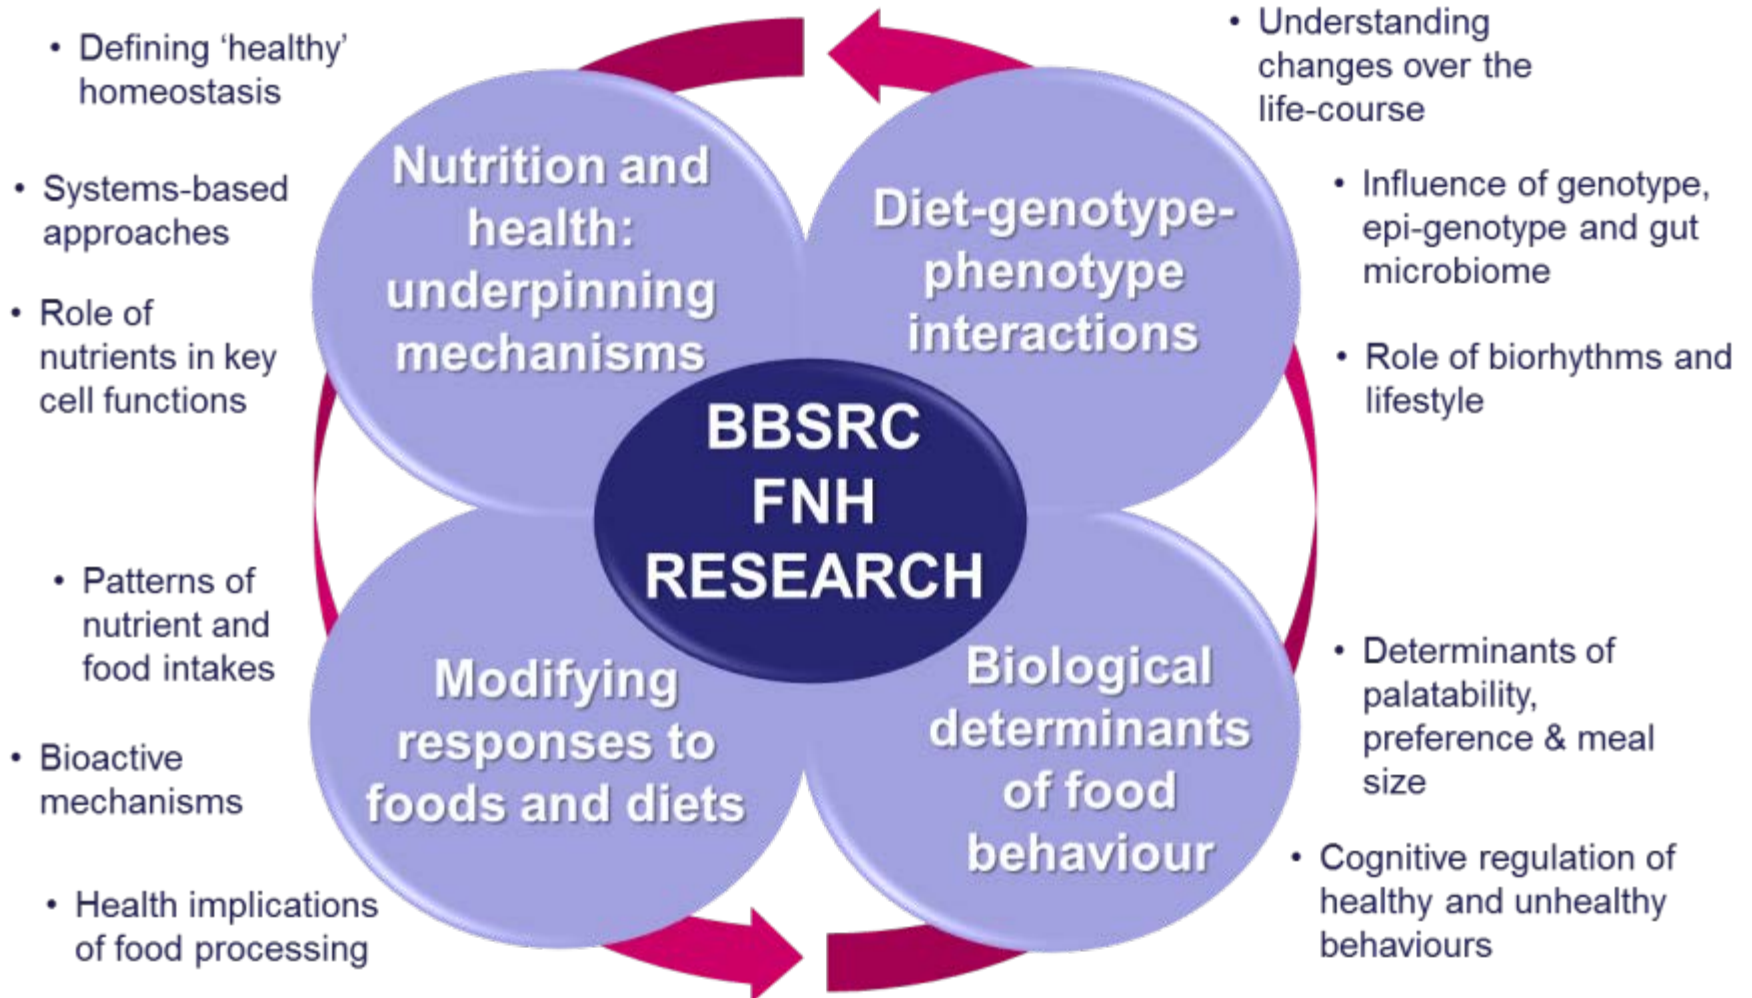 • Defining ‘healthy’
homeostasis
• Systems-based
approaches
• Role of
nutrients in key
cell functions
Nutrition and
health:
underpinning
mechanisms
Diet-genotype-
phenotype
interactions
• Understanding
changes over the
life-course
• Influence of genotype,
epi-genotype and gut
microbiome
• Role of biorhythms and
lifestyle
BBSRC
FNH
RESEARCH
• Patterns of
nutrient and
food intakes
• Bioactive
mechanisms
• Health implications
of food processing
Modifying
responses to
foods and diets
Biological
determinants
of food
behaviour
• Determinants of
palatability,
preference & meal
size
• Cognitive regulation of
healthy and unhealthy
behaviours